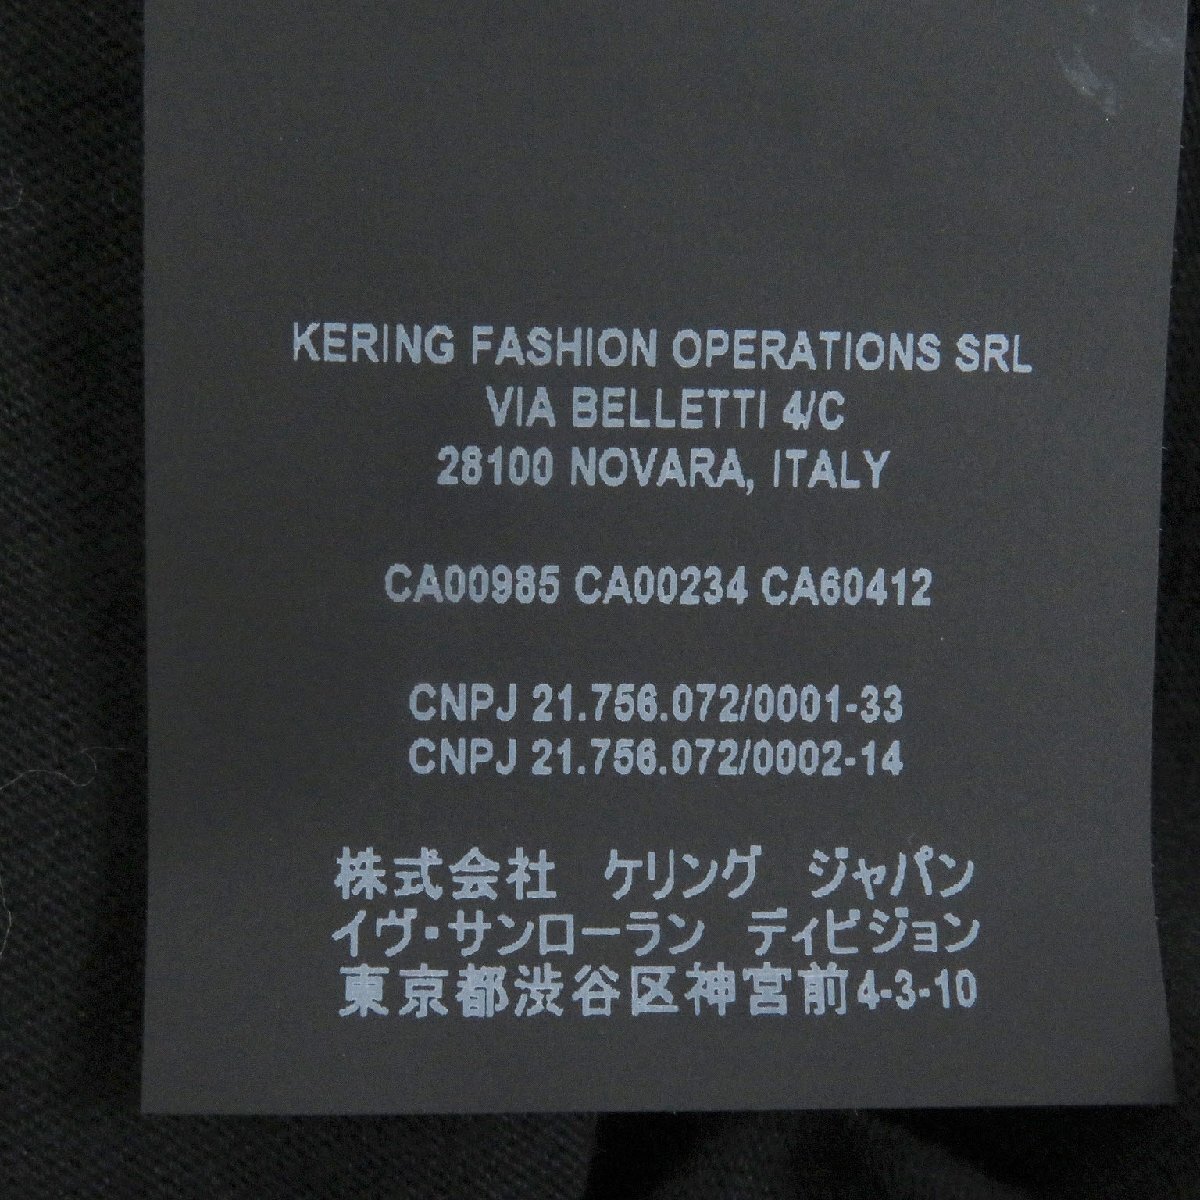 KERING FASHION OPERATIONS SRL
VIA BELLETTI 4/C
28100 NOVARA, ITALY
CA00985 CA00234 CA60412
CNPJ 21.756.072/0001-33
CNPJ 21.756.072/0002-14
株式会社　ケリング　ジャパン
イヴ・サンローラン　ディビジョン
東京都渋谷区神宮前4-3-10